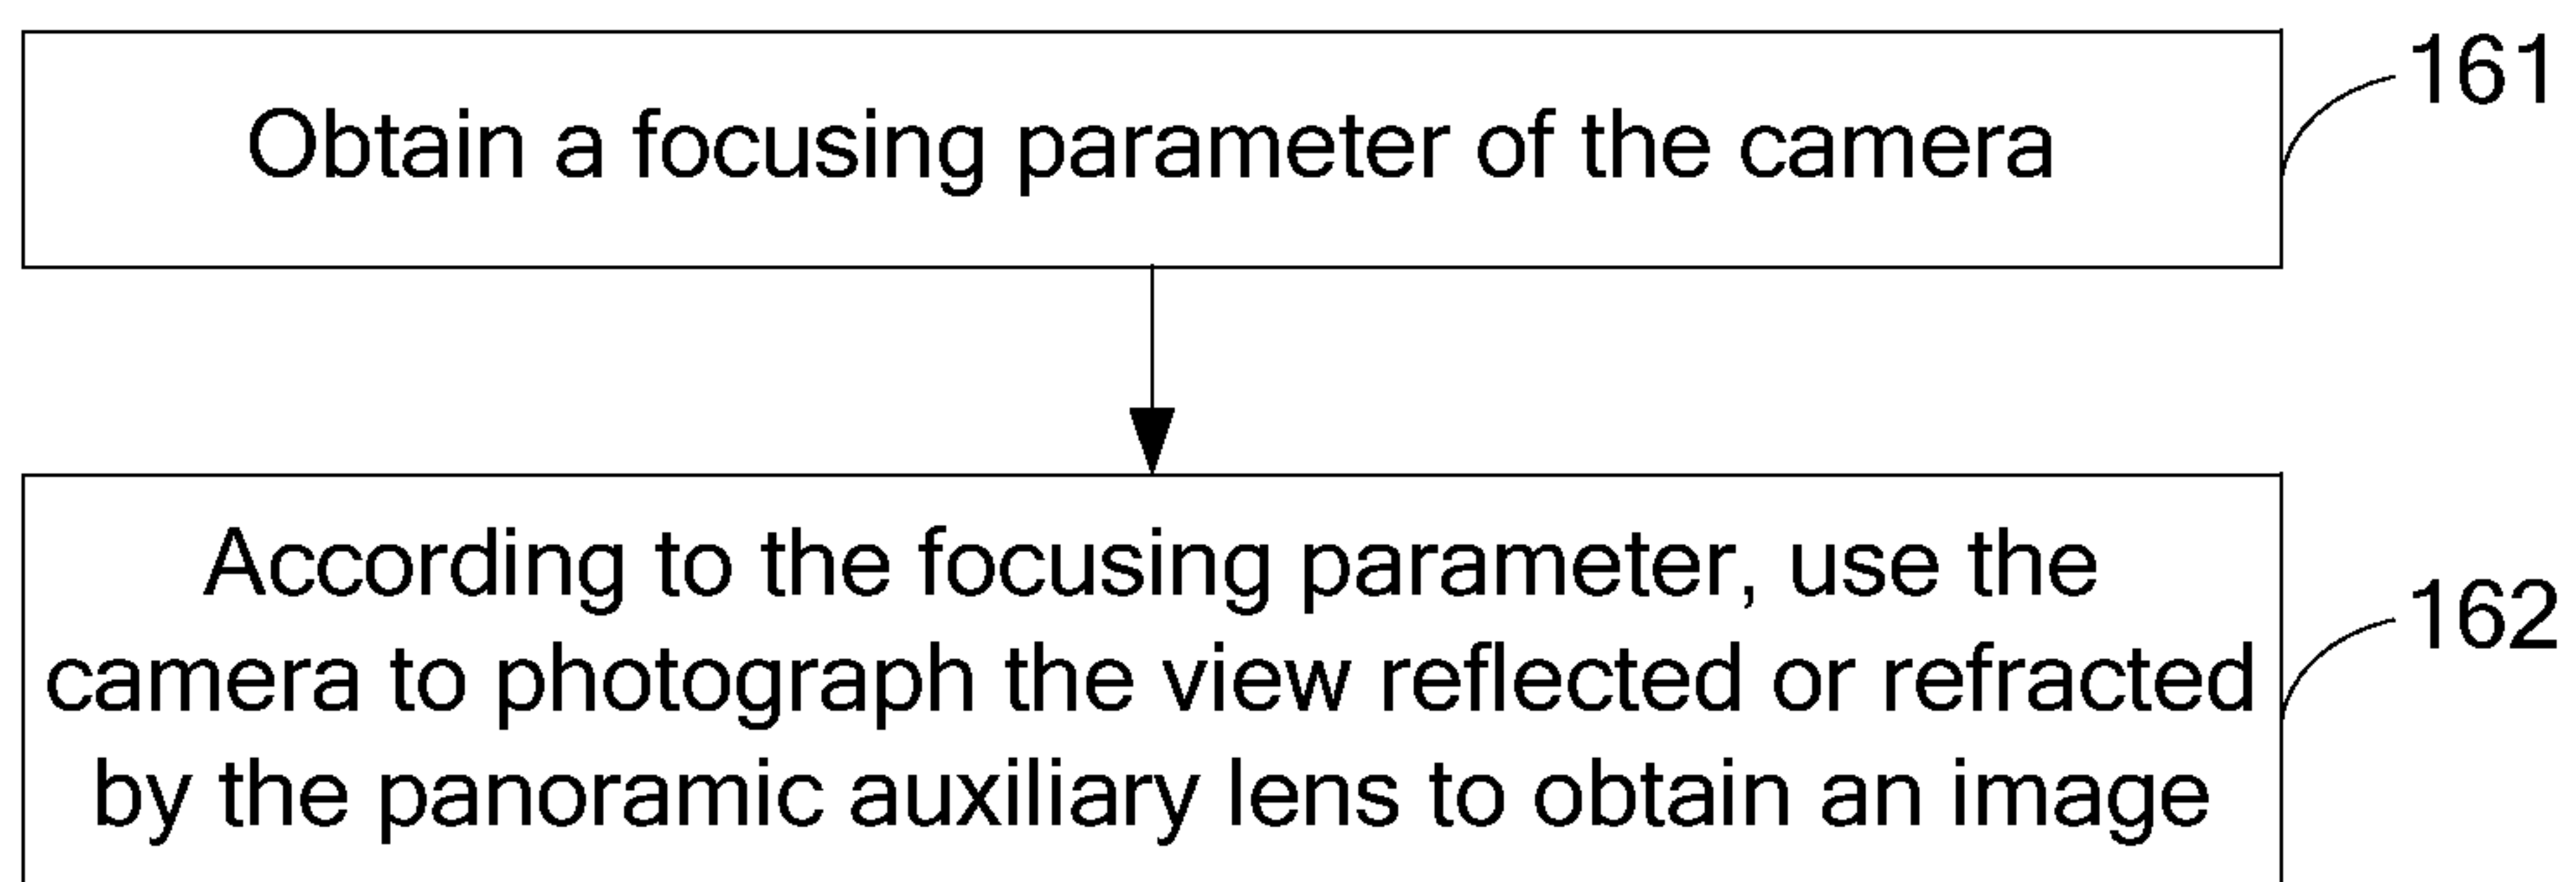 Obtain a focusing parameter of the camera
161
According to the focusing parameter, use the
camera to photograph the view reflected or refracted
by the panoramic auxiliary lens to obtain an image
162